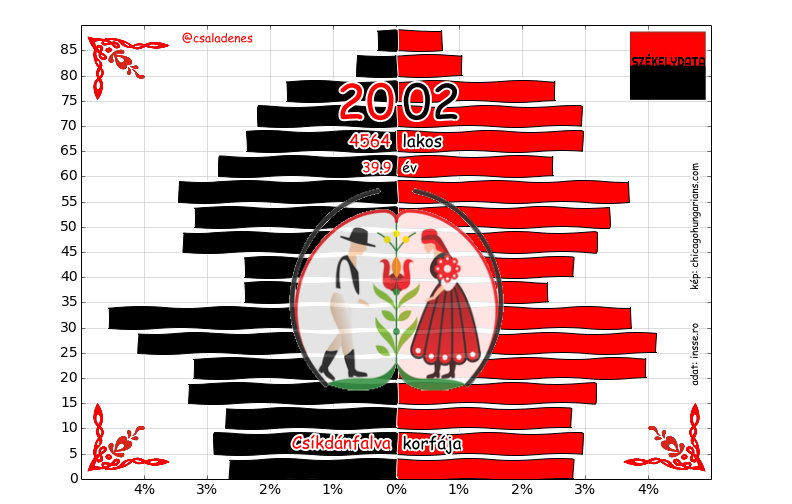 @csaladenes
SZÉKELYDATA
2002
4564 lakos
39.9 év
kép: chicagohungarians.com
adat: insse.ro
Csíkdánfalva korfája
85
80
75
70
65
60
55
50
45
40
35
30
25
20
15
10
5
0
4% 3% 2% 1% 0% 1% 2% 3% 4%